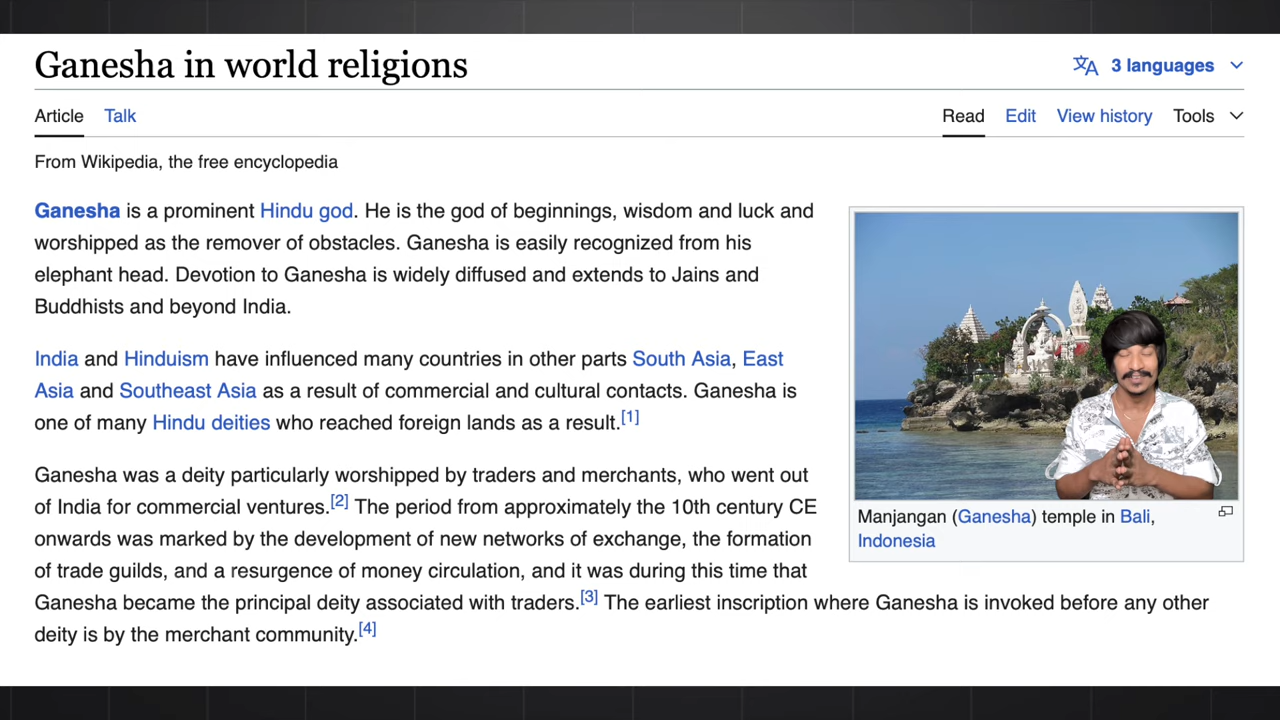 Ganesha in world religions
3 languages
Article Talk
Read Edit View history Tools
From Wikipedia, the free encyclopedia
Ganesha is a prominent Hindu god. He is the god of beginnings, wisdom and luck and
worshipped as the remover of obstacles. Ganesha is easily recognized from his
elephant head. Devotion to Ganesha is widely diffused and extends to Jains and
Buddhists and beyond India.
India and Hinduism have influenced many countries in other parts South Asia, East
Asia and Southeast Asia as a result of commercial and cultural contacts. Ganesha is
one of many Hindu deities who reached foreign lands as a result.[1]
Ganesha was a deity particularly worshipped by traders and merchants, who went out
of India for commercial ventures.[2] The period from approximately the 10th century CE
onwards was marked by the development of new networks of exchange, the formation
of trade guilds, and a resurgence of money circulation, and it was during this time that
Ganesha became the principal deity associated with traders.[3] The earliest inscription where Ganesha is invoked before any other
deity is by the merchant community.[4]
Manjangan (Ganesha) temple in Bali,
Indonesia